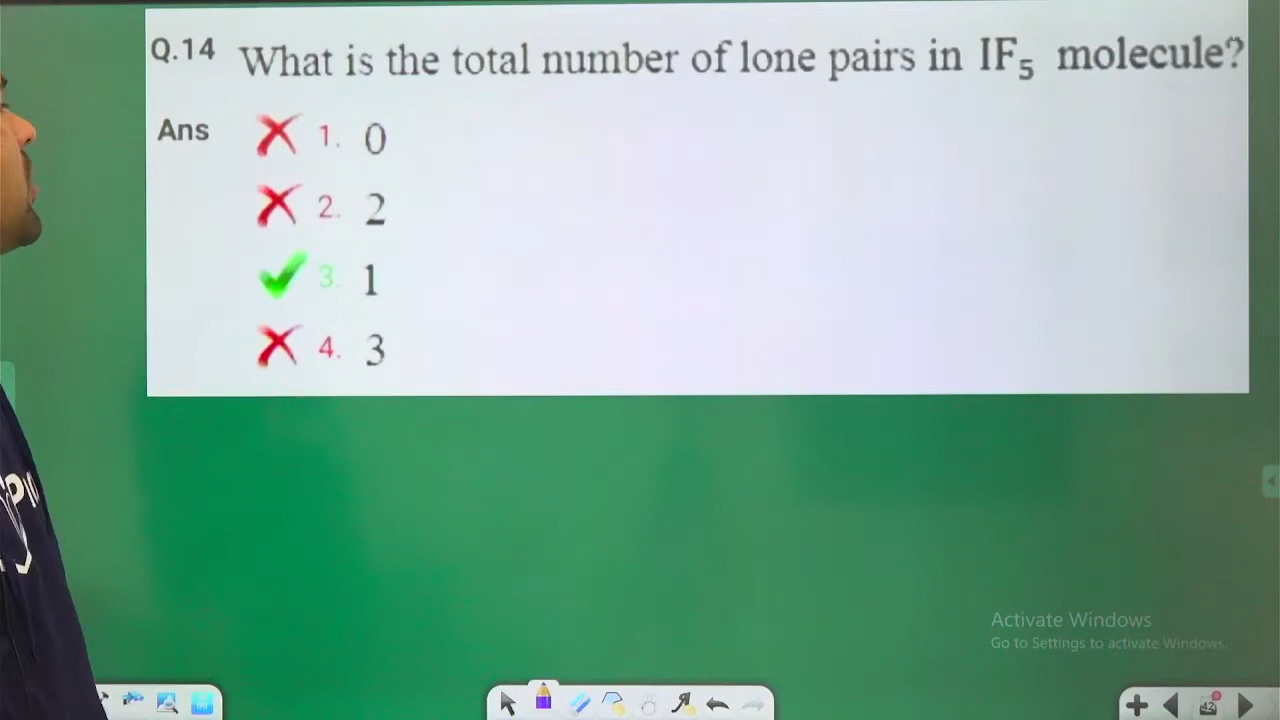 Q.14 What is the total number of lone pairs in IF₅ molecule?
Ans 1. 0
2. 2
3. 1
4. 3
Activate Windows
Go to Settings to activate Windows.
42